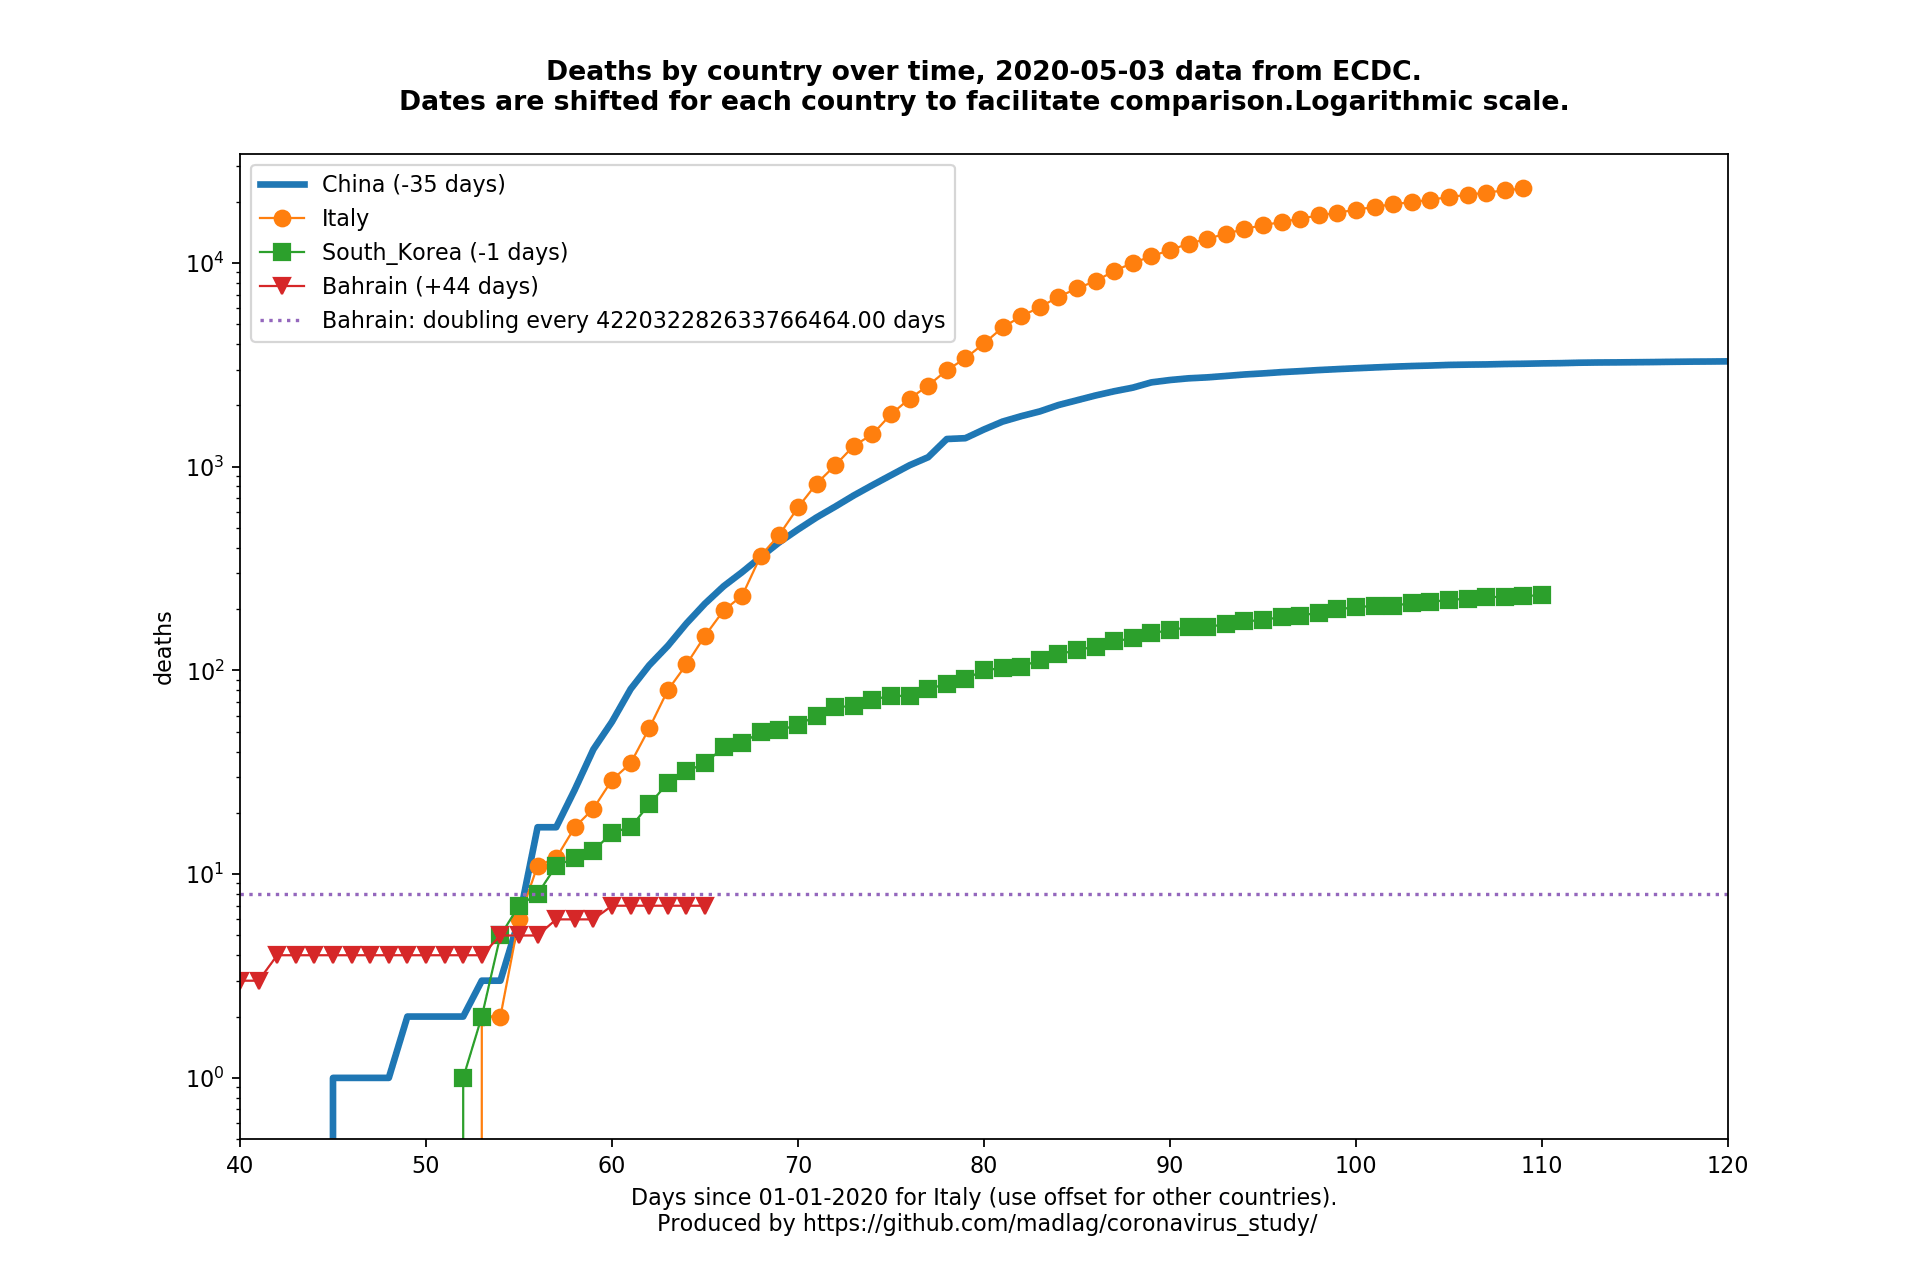 Deaths by country over time, 2020-05-03 data from ECDC.
Dates are shifted for each country to facilitate comparison.Logarithmic scale.
China (-35 days)
Italy
South_Korea (-1 days)
Bahrain (+44 days)
Bahrain: doubling every 422032282633766464.00 days
deaths
10⁴
10³
10²
10¹
10⁰
40 50 60 70 80 90 100 110 120
Days since 01-01-2020 for Italy (use offset for other countries).
Produced by https://github.com/madlag/coronavirus_study/